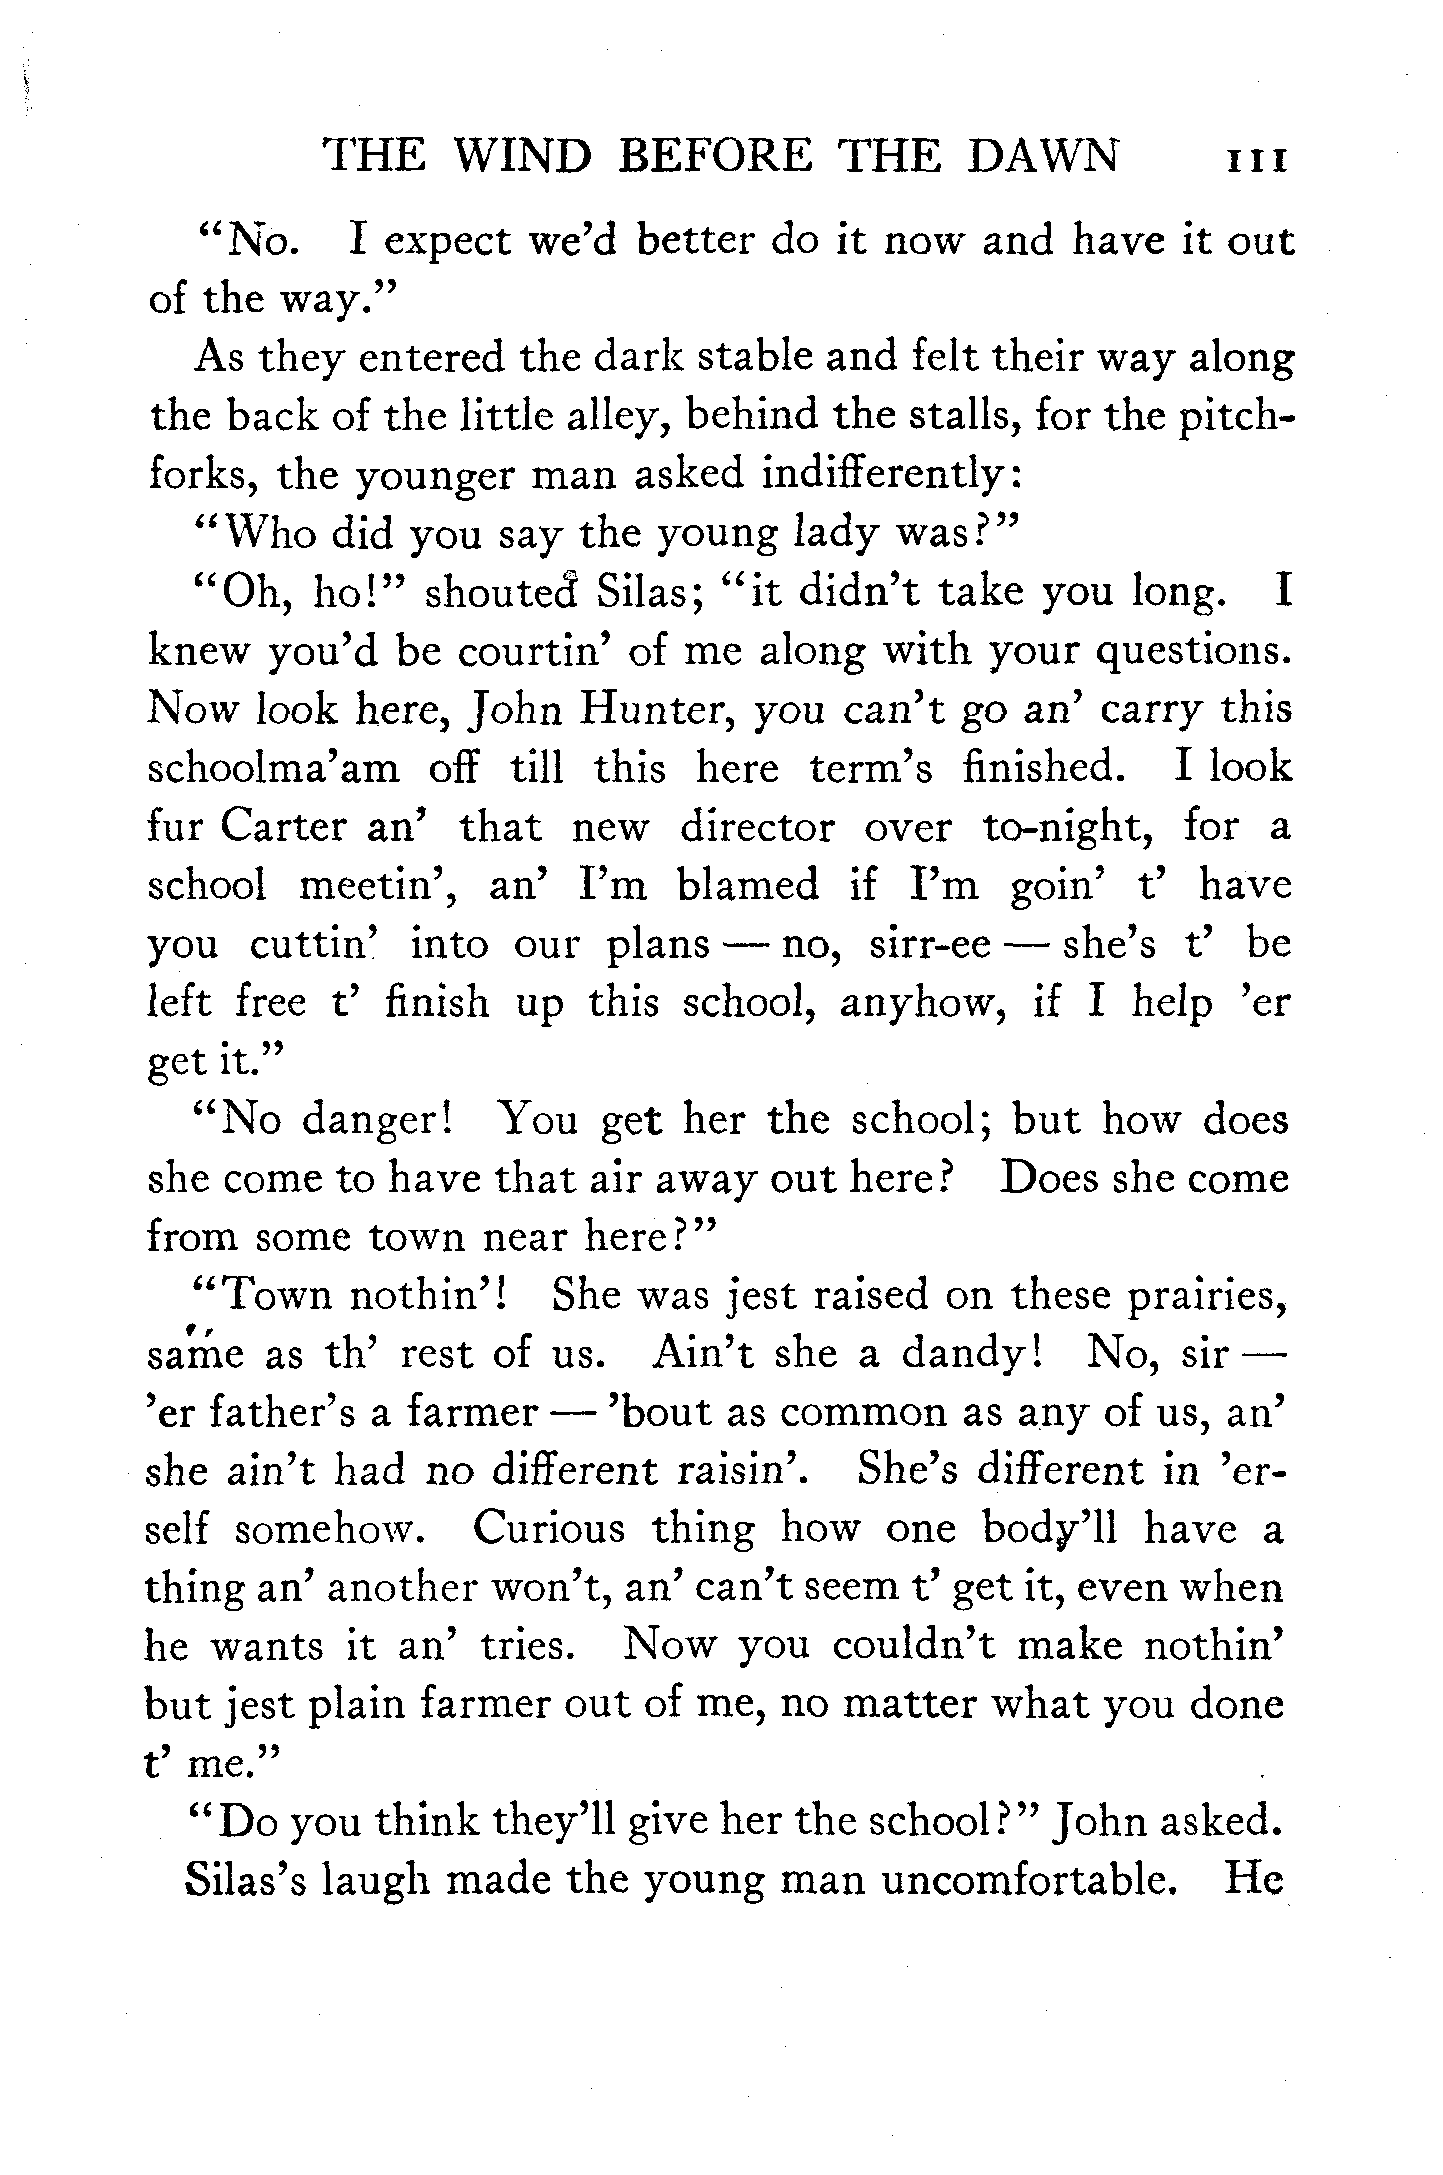 THE WIND BEFORE THE DAWN 111
“No. I expect we’d better do it now and have it out
of the way.”
As they entered the dark stable and felt their way along
the back of the little alley, behind the stalls, for the pitch-
forks, the younger man asked indifferently:
“Who did you say the young lady was?”
“Oh, ho!” shouted Silas; “it didn’t take you long. I
knew you’d be courtin’ of me along with your questions.
Now look here, John Hunter, you can’t go an’ carry this
schoolma’am off till this here term’s finished. I look
fur Carter an’ that new director over to-night, for a
school meetin’, an’ I’m blamed if I’m goin’ t’ have
you cuttin’ into our plans — no, sirr-ee — she’s t’ be
left free t’ finish up this school, anyhow, if I help ’er
get it.”
“No danger! You get her the school; but how does
she come to have that air away out here? Does she come
from some town near here?”
“Town nothin’! She was jest raised on these prairies,
same as th’ rest of us. Ain’t she a dandy! No, sir —
’er father’s a farmer — ’bout as common as any of us, an’
she ain’t had no different raisin’. She’s different in ’er-
self somehow. Curious thing how one body’ll have a
thing an’ another won’t, an’ can’t seem t’ get it, even when
he wants it an’ tries. Now you couldn’t make nothin’
but jest plain farmer out of me, no matter what you done
t’ me.”
“Do you think they’ll give her the school?” John asked.
Silas’s laugh made the young man uncomfortable. He